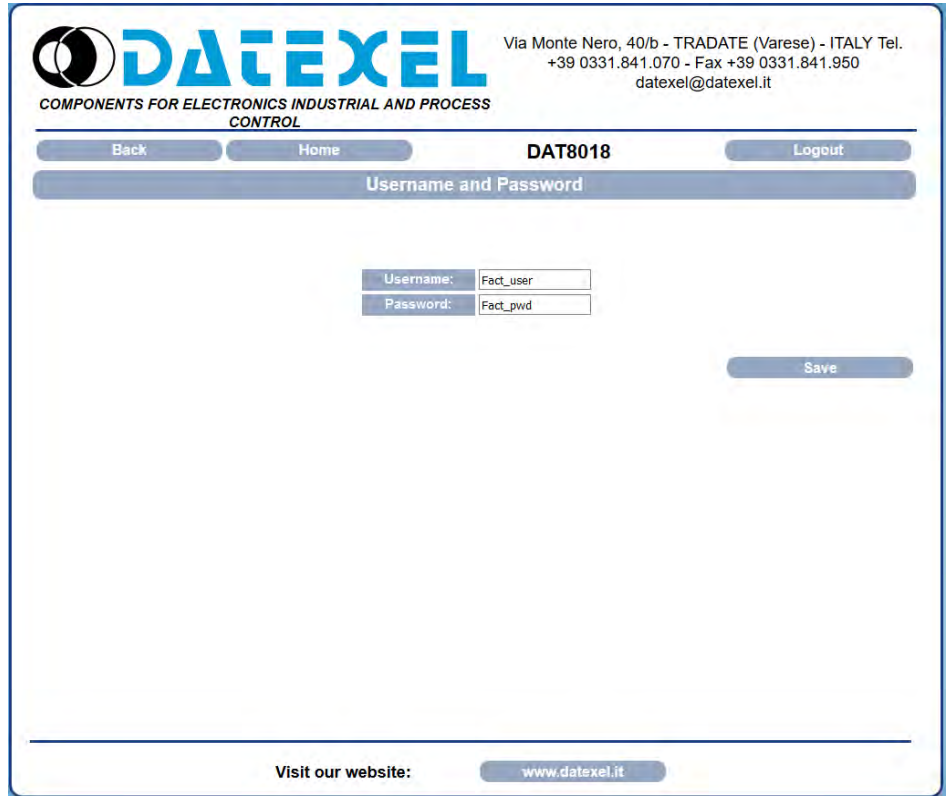 DATEXEL
COMPONENTS FOR ELECTRONICS INDUSTRIAL AND PROCESS
CONTROL
Via Monte Nero, 40/b - TRADATE (Varese) - ITALY Tel.
+39 0331.841.070 - Fax +39 0331.841.950
datexel@datexel.it
Back Home DAT8018 Logout
Username and Password
Username: Fact_user
Password: Fact_pwd
Save
Visit our website: www.datexel.it